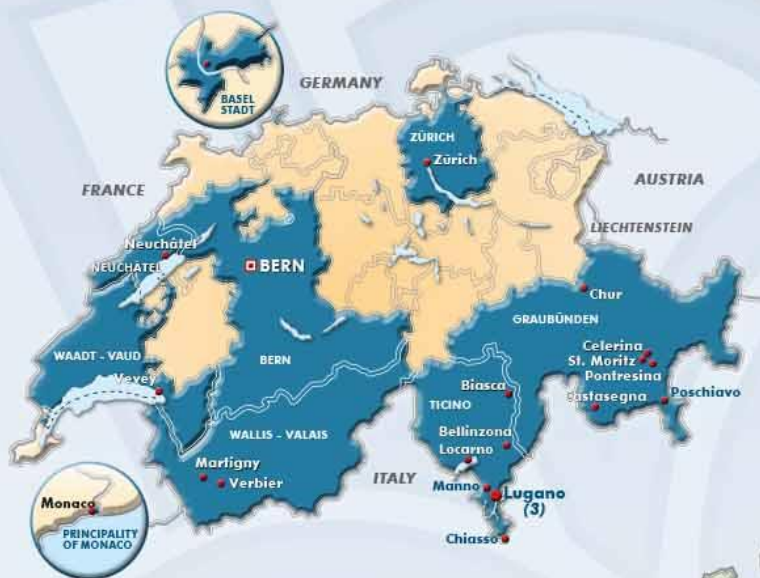 BASEL
STADT
GERMANY
ZÜRICH
Zürich
FRANCE
AUSTRIA
LIECHTENSTEIN
Neuchâtel
NEUCHÂTEL
BERN
Chur
GRAUBÜNDEN
WAADT - VAUD
BERN
Celerina
St. Moritz
Pontresina
Vevey
Biasca
Poschiavo
TICINO
WALLIS - VALAIS
Bellinzona
Locarno
Martigny
Verbier
ITALY
Manno
Lugano
(3)
Monaco
PRINCIPALITY
OF MONACO
Chiasso